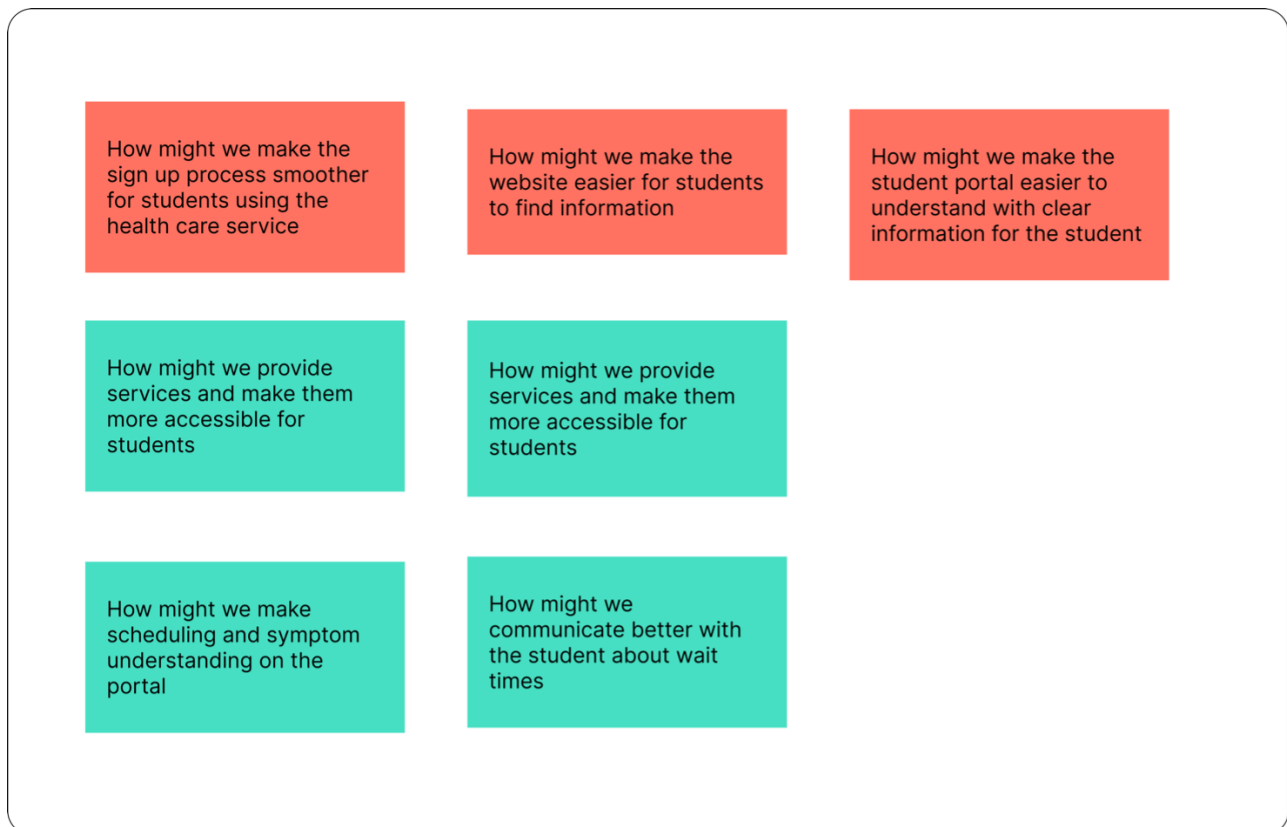 How might we make the
sign up process smoother
for students using the
health care service
How might we make the
website easier for students
to find information
How might we make the
student portal easier to
understand with clear
information for the student
How might we provide
services and make them
more accessible for
students
How might we provide
services and make them
more accessible for
students
How might we make
scheduling and symptom
understanding on the
portal
How might we
communicate better with
the student about wait
times